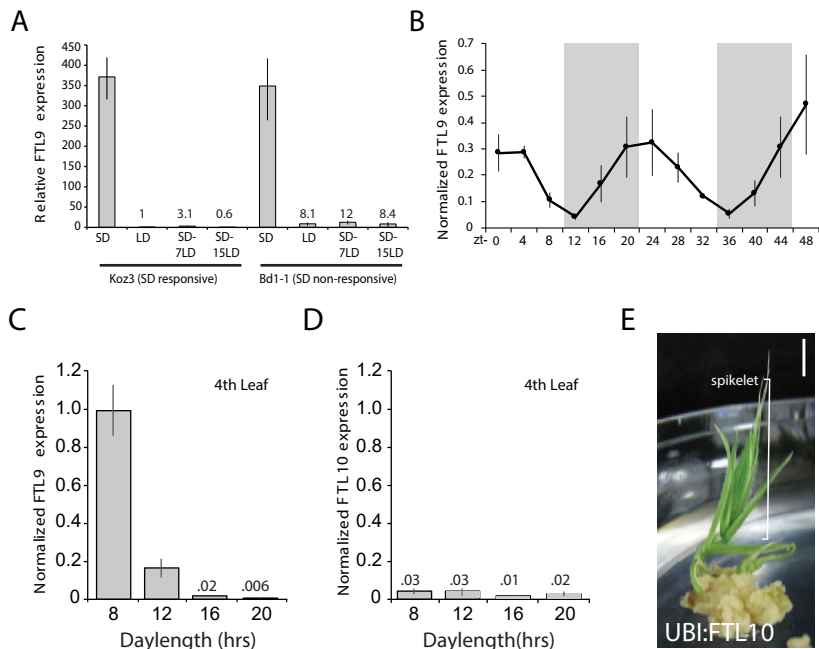 A
Relative FTL9 expression
450
400
350
300
250
200
150
100
50
0
1
3.1
0.6
8.1
12
8.4
SD
LD
SD-
7LD
SD-
15LD
SD
LD
SD-
7LD
SD-
15LD
Koz3 (SD responsive)
Bd1-1 (SD non-responsive)
B
Normalized FTL9 expression
0.7
0.6
0.5
0.4
0.3
0.2
0.1
0
zt- 0 4 8 12 16 20 24 28 32 36 40 44 48
C
Normalized FTL9 expression
1.2
1.0
0.8
0.6
0.4
0.2
0
4th Leaf
.02
.006
8 12 16 20
Daylength (hrs)
D
Normalized FTL10 expression
1.2
1.0
0.8
0.6
0.4
0.2
0
4th Leaf
.03
.03
.01
.02
8 12 16 20
Daylength(hrs)
E
spikelet
UBI:FTL10